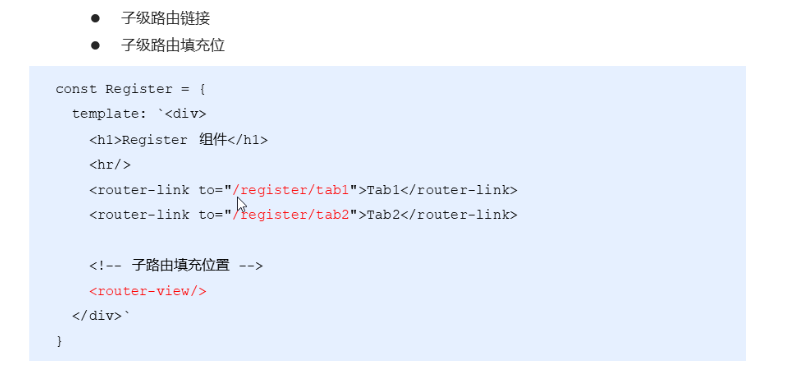 ● 子级路由链接
● 子级路由填充位
const Register = {
  template: `<div>
    <h1>Register 组件</h1>
    <hr/>
    <router-link to="/register/tab1">Tab1</router-link>
    <router-link to="/register/tab2">Tab2</router-link>
    <!-- 子路由填充位置 -->
    <router-view/>
  </div>`
}